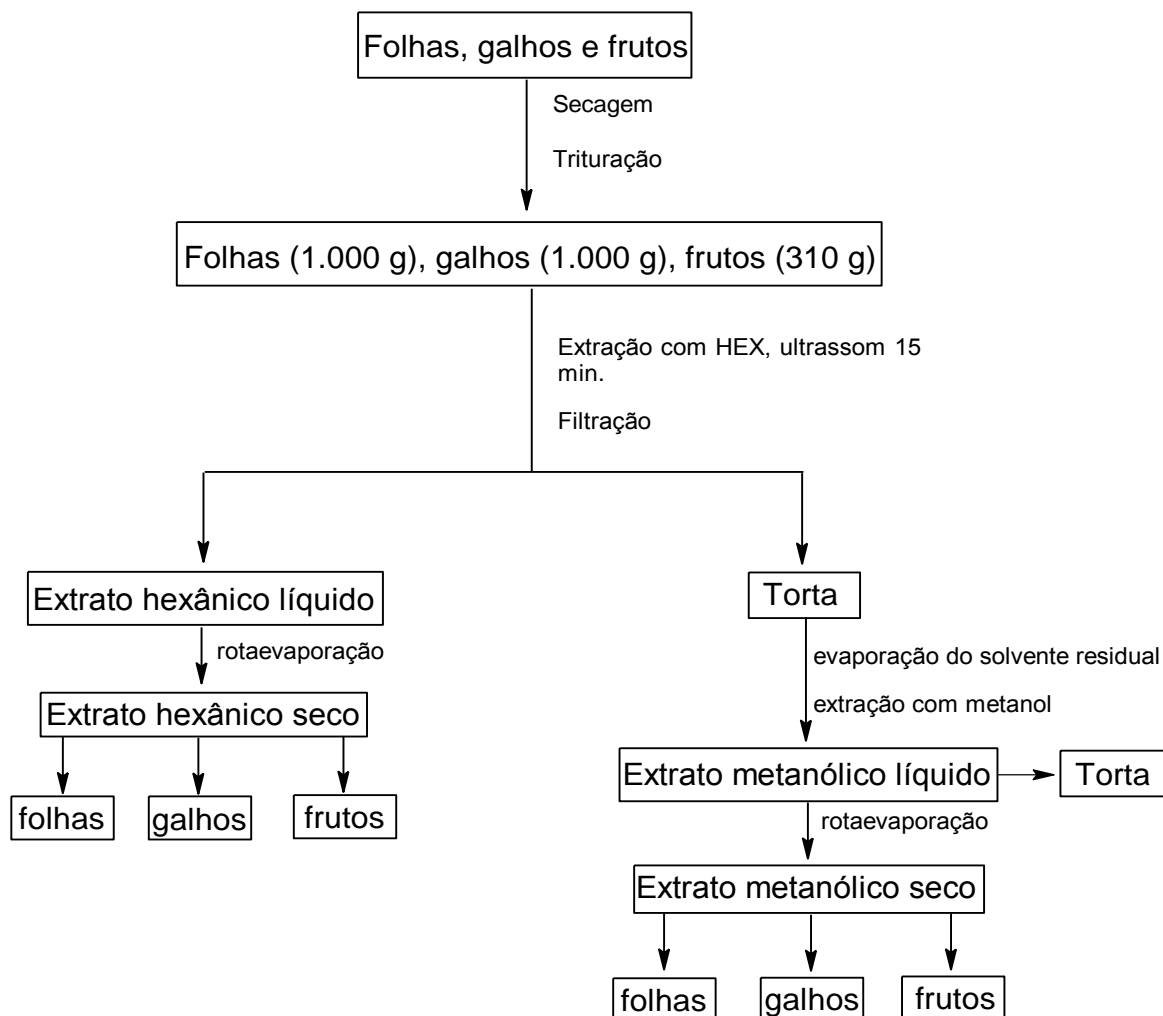 Folhas, galhos e frutos
Secagem
Trituração
Folhas (1.000 g), galhos (1.000 g), frutos (310 g)
Extração com HEX, ultrassom 15
min.
Filtração
Extrato hexânico líquido
rotaevaporação
Extrato hexânico seco
folhas
galhos
frutos
Torta
evaporação do solvente residual
extração com metanol
Extrato metanólico líquido
Torta
rotaevaporação
Extrato metanólico seco
folhas
galhos
frutos